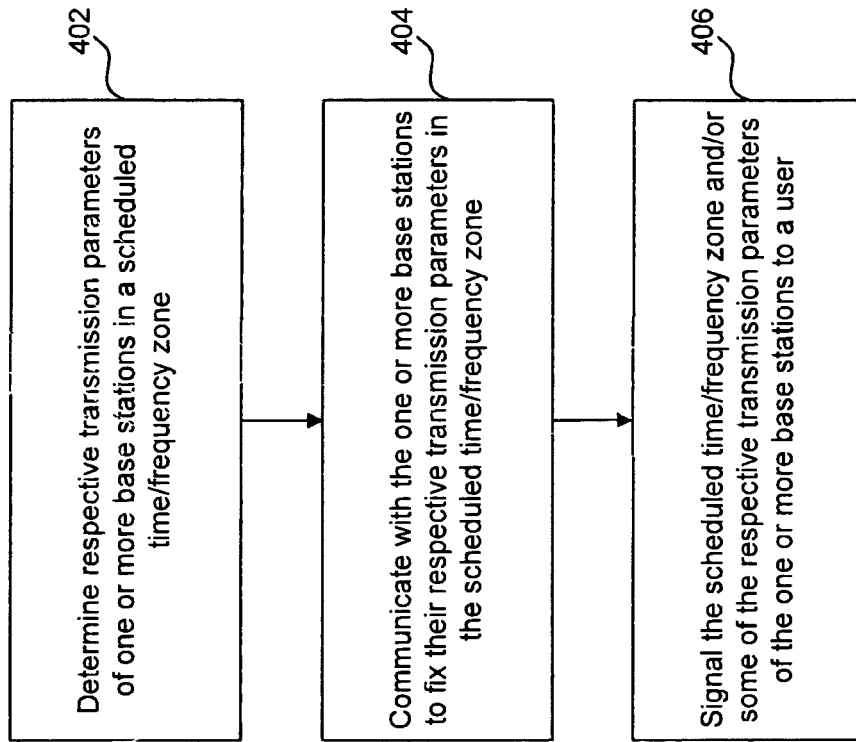 402
Determine respective transmission parameters
of one or more base stations in a scheduled
time/frequency zone
404
Communicate with the one or more base stations
to fix their respective transmission parameters in
the scheduled time/frequency zone
406
Signal the scheduled time/frequency zone and/or
some of the respective transmission parameters
of the one or more base stations to a user